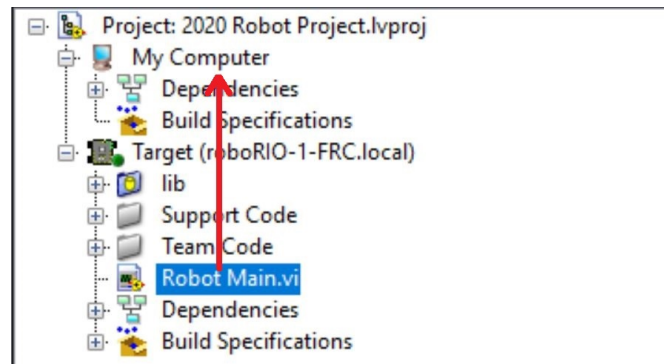 Project: 2020 Robot Project.lvproj
My Computer
Dependencies
Build Specifications
Target (roboRIO-1-FRC.local)
lib
Support Code
Team Code
Robot Main.vi
Dependencies
Build Specifications